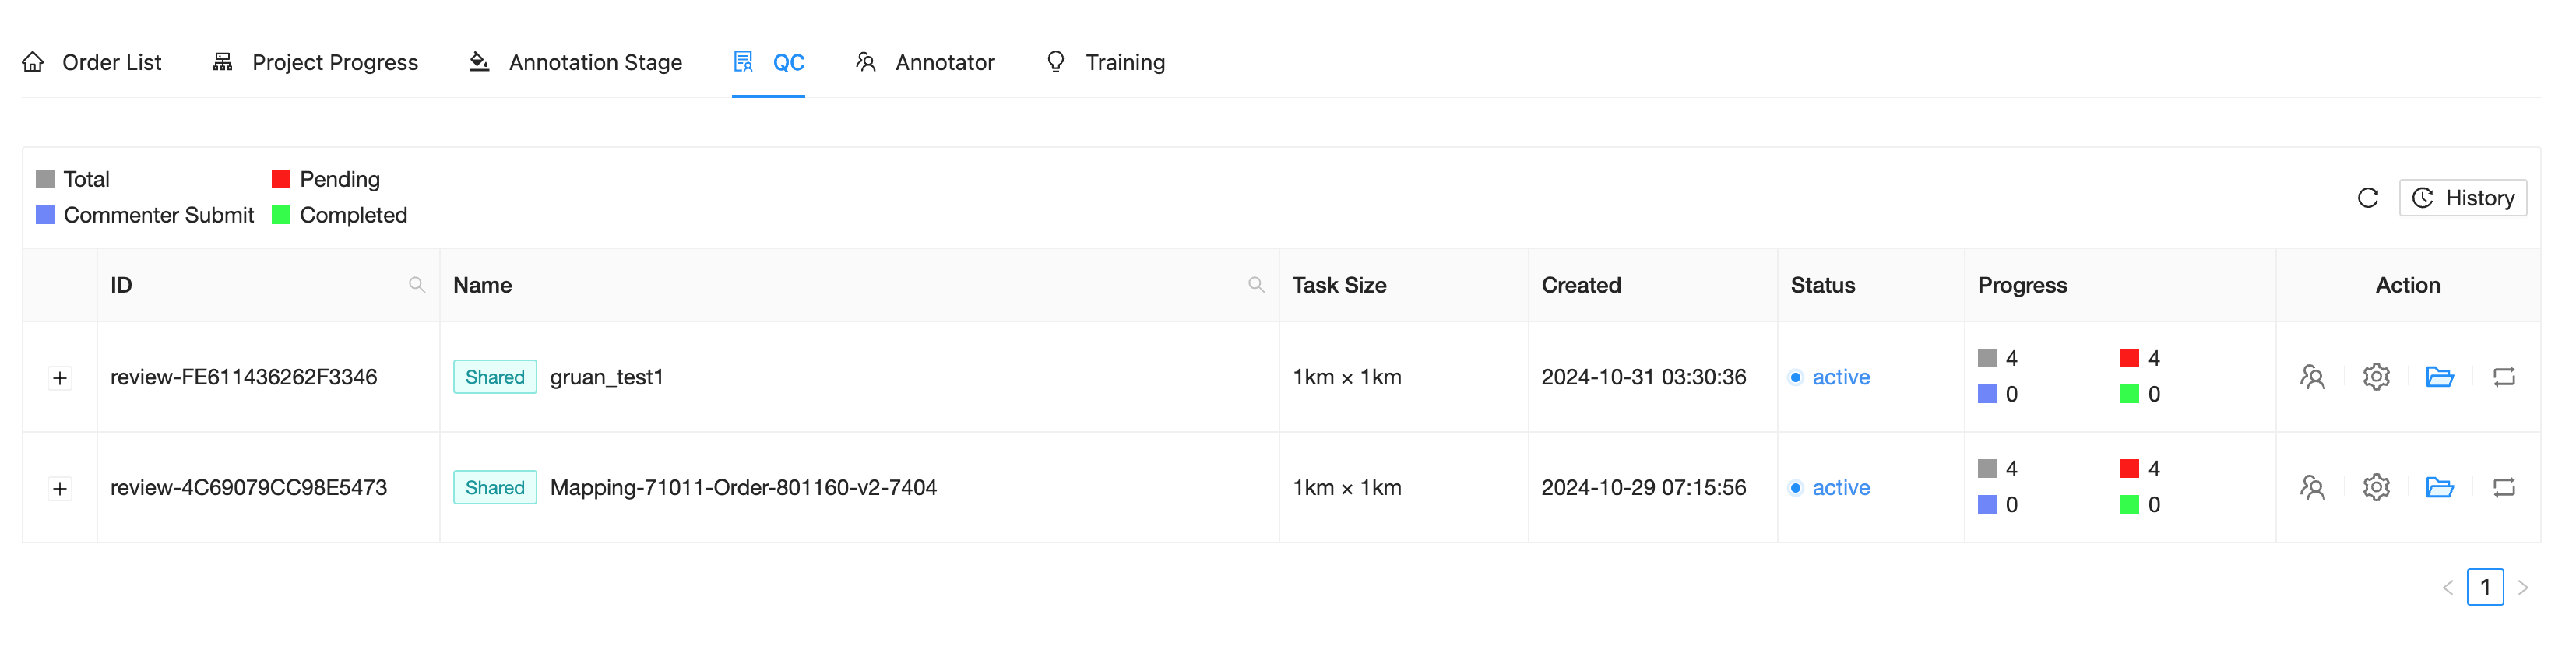 Order List Project Progress Annotation Stage QC Annotator Training
Total Pending
Commenter Submit Completed
History
ID Name Task Size Created Status Progress Action
review-FE611436262F3346 Shared gruan_test1 1km × 1km 2024-10-31 03:30:36 active 4 4
0 0
review-4C69079CC98E5473 Shared Mapping-71011-Order-801160-v2-7404 1km × 1km 2024-10-29 07:15:56 active 4 4
0 0
1